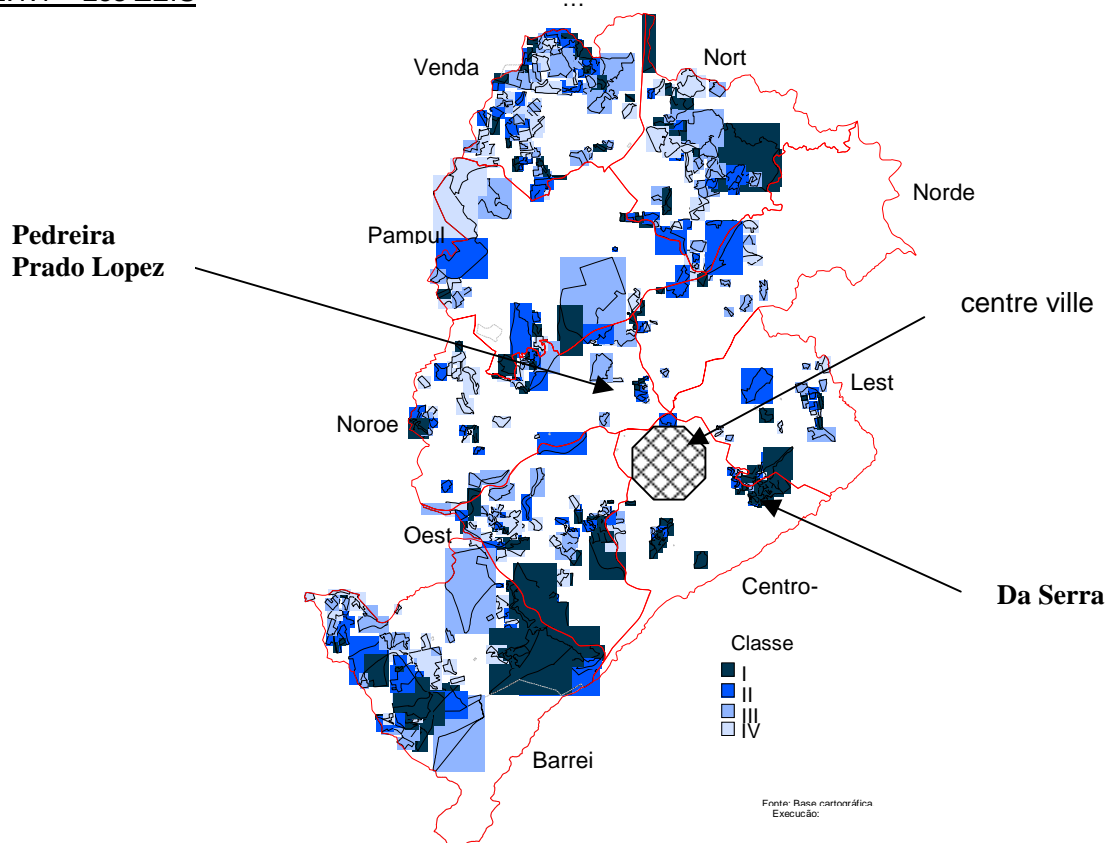 …
Nort
Venda
Norde
Pedreira
Prado Lopez
Pampul
centre ville
Lest
Noroe
Oest
Centro-
Da Serra
Classe
I
II
III
IV
Barrei
Fonte: Base cartográfica
Execucão: